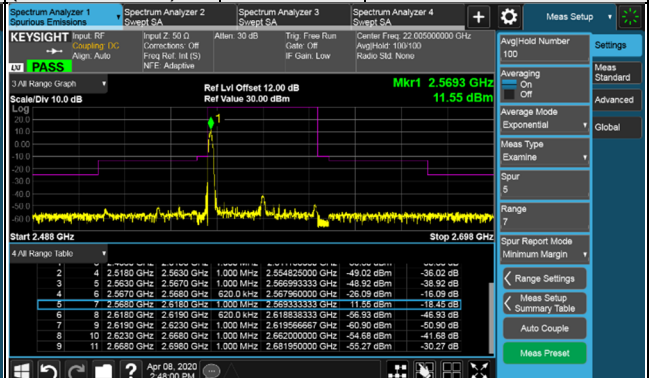 Spectrum Analyzer 1
Spurious Emissions
Spectrum Analyzer 2
Swept SA
Spectrum Analyzer 3
Swept SA
Spectrum Analyzer 4
Swept SA
Meas Setup
KEYSIGHT
Input: RF
Coupling: DC
Align: Auto
Input Z: 50 Ω
Corrections: Off
Freq Ref: Int (S)
NFE: Adaptive
Atten: 30 dB
Trig: Free Run
Gate: Off
IF Gain: Low
Center Freq: 22.005000000 GHz
Avg|Hold: 100/100
Radio Std: None
LXI
PASS
3 All Range Graph
Ref Lvl Offset 12.00 dB
Mkr1 2.5693 GHz
Scale/Div 10.0 dB
Ref Value 30.00 dBm
11.55 dBm
Log
20.0
10.0
0.00
-10.0
-20.0
-30.0
-40.0
-50.0
-60.0
1
Start 2.488 GHz
Stop 2.698 GHz
4 All Range Table
2 4 2.5180 GHz 2.5630 GHz 1.000 MHz 2.554825000 GHz -49.02 dBm -36.02 dB
3 5 2.5630 GHz 2.5670 GHz 1.000 MHz 2.566993333 GHz -48.92 dBm -38.92 dB
4 6 2.5670 GHz 2.5680 GHz 620.0 kHz 2.567960000 GHz -26.09 dBm -16.09 dB
5 7 2.5680 GHz 2.6180 GHz 1.000 MHz 2.569333333 GHz 11.55 dBm -18.45 dB
6 8 2.6180 GHz 2.6190 GHz 620.0 kHz 2.618838333 GHz -56.93 dBm -46.93 dB
7 9 2.6190 GHz 2.6230 GHz 1.000 MHz 2.619566667 GHz -60.90 dBm -50.90 dB
8 10 2.6230 GHz 2.6680 GHz 1.000 MHz 2.662000000 GHz -54.68 dBm -41.68 dB
9 11 2.6680 GHz 2.6980 GHz 1.000 MHz 2.681950000 GHz -55.27 dBm -30.27 dB
Avg|Hold Number
100
Averaging
On
Off
Average Mode
Exponential
Meas Type
Examine
Spur
5
Range
7
Spur Report Mode
Minimum Margin
Range Settings
Meas Setup
Summary Table
Auto Couple
Meas Preset
Settings
Meas
Standard
Advanced
Global
?
Apr 08, 2020
2:48:00 PM